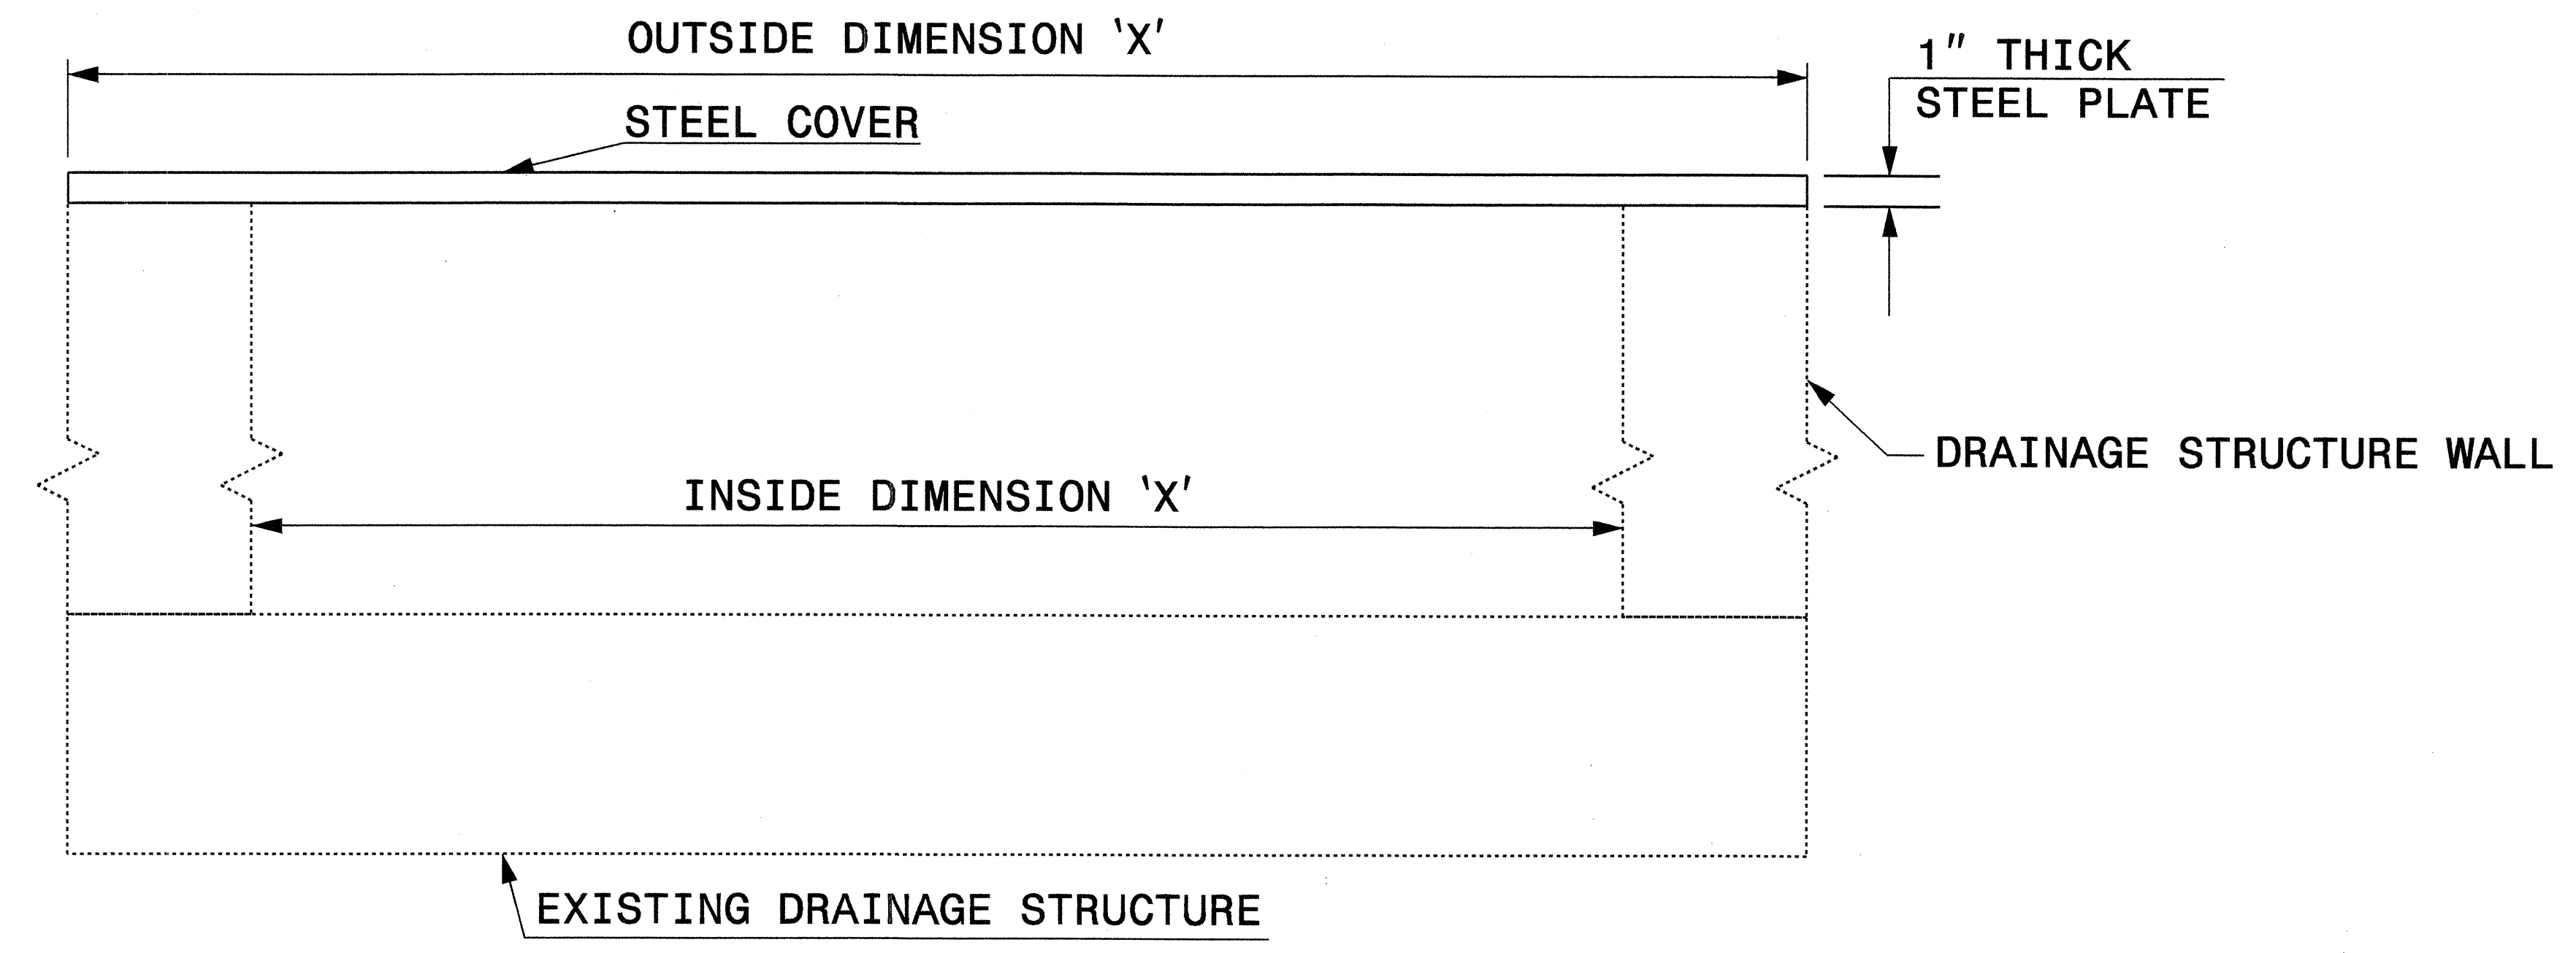 OUTSIDE DIMENSION 'X'
1" THICK
STEEL PLATE
STEEL COVER
DRAINAGE STRUCTURE WALL
INSIDE DIMENSION 'X'
EXISTING DRAINAGE STRUCTURE